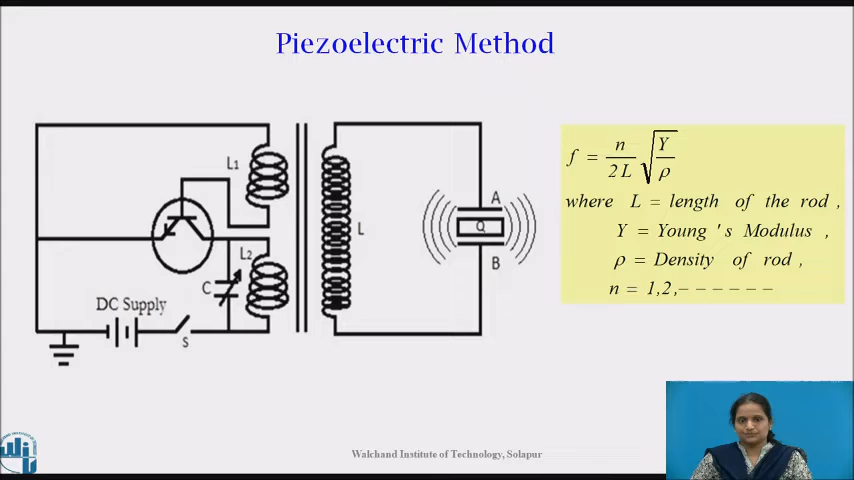 Piezoelectric Method
L1
L2
L
C
DC Supply
S
A
Q
B
f = n / 2 L √ Y / ρ
where L = length of the rod ,
Y = Young ' s Modulus ,
ρ = Density of rod ,
n = 1,2,– – – – – –
Walchand Institute of Technology, Solapur